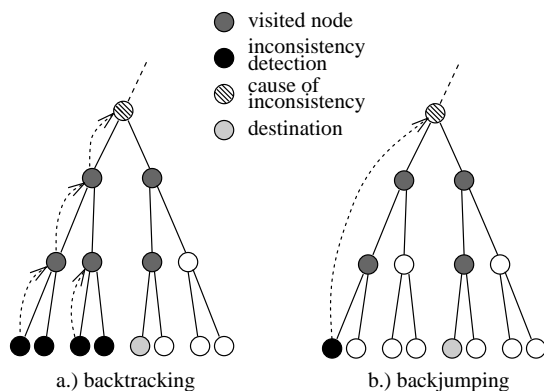 visited node
inconsistency
detection
cause of
inconsistency
destination
a.) backtracking
b.) backjumping